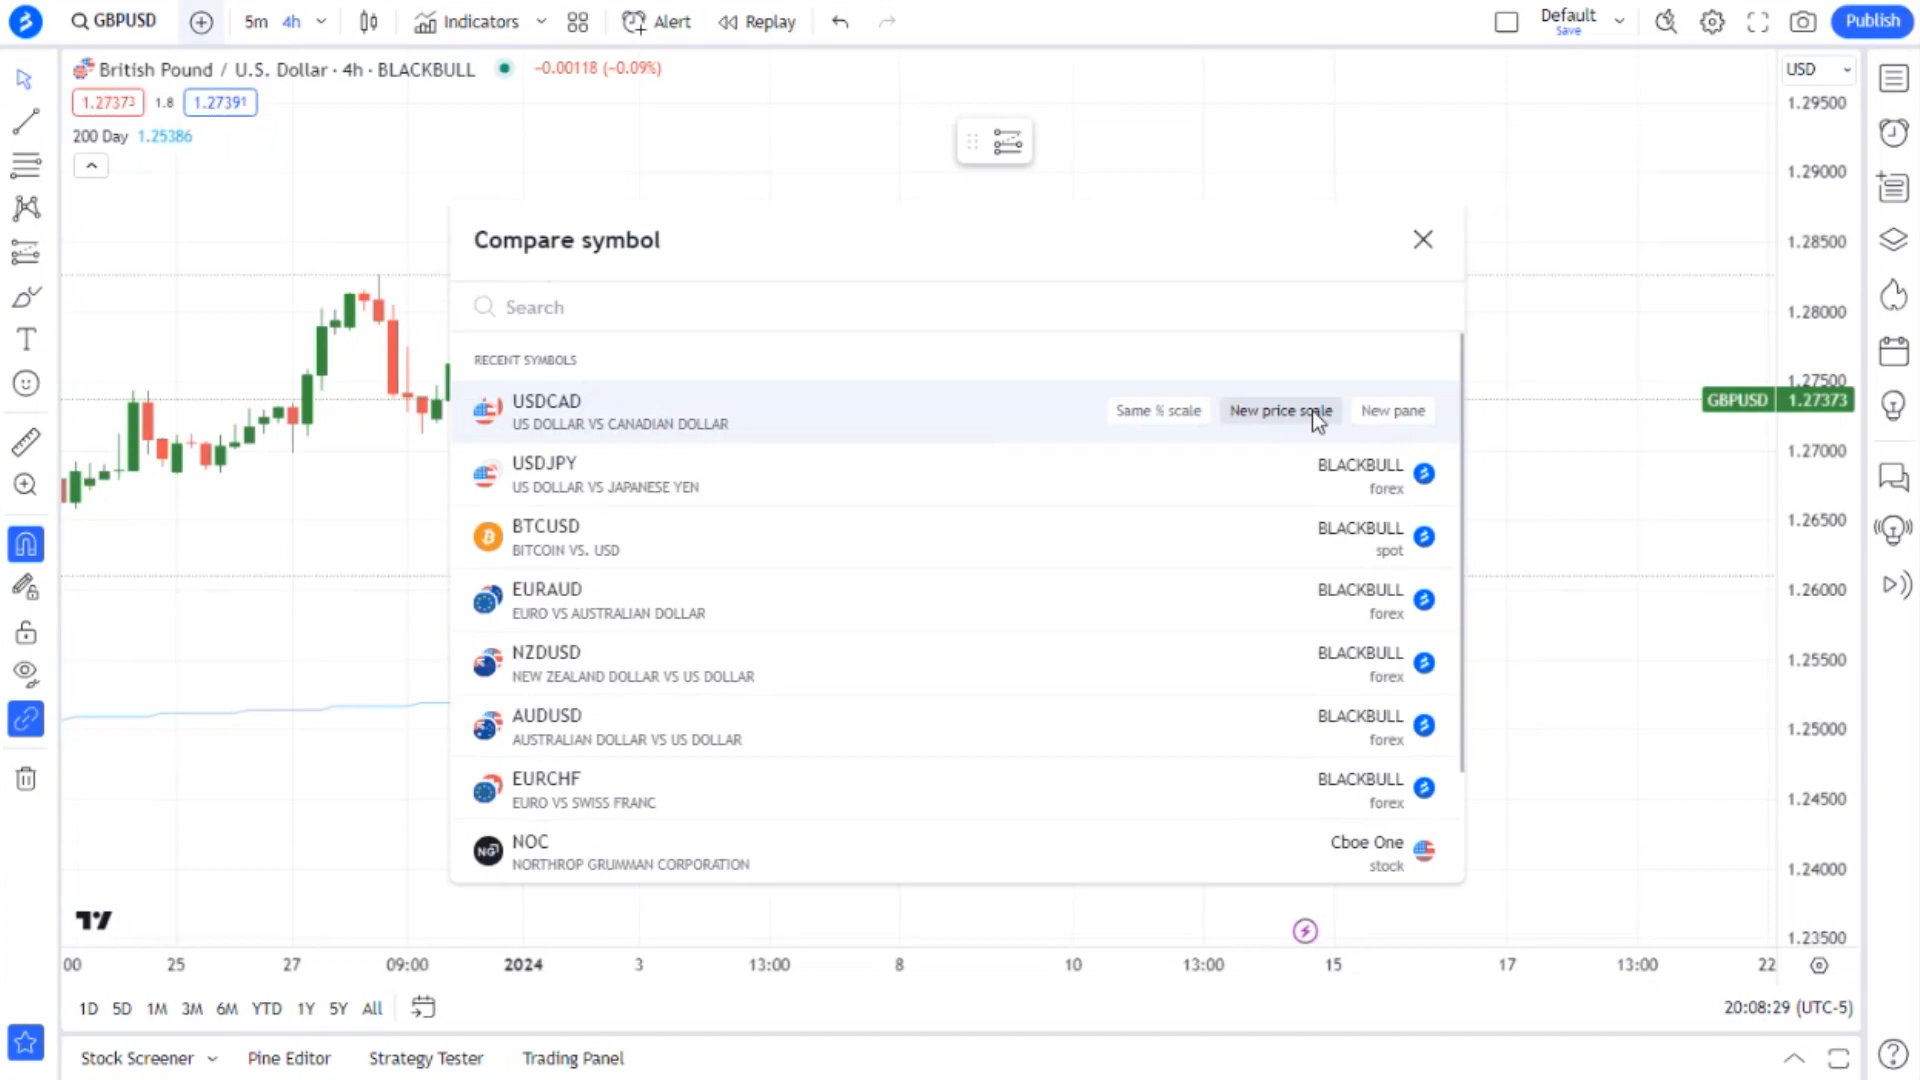 GBPUSD 5m 4h Indicators Alert Replay Default Publish
Save
British Pound / U.S. Dollar · 4h · BLACKBULL −0.00118 (−0.09%) USD
1.27373 1.8 1.27391 1.29500
200 Day 1.25386
1.29000
Compare symbol 1.28500
Search 1.28000
RECENT SYMBOLS
1.27500
USDCAD
US DOLLAR VS CANADIAN DOLLAR
Same % scale New price scale New pane
GBPUSD 1.27373
1.27000
USDJPY BLACKBULL
US DOLLAR VS JAPANESE YEN forex
1.26500
BTCUSD BLACKBULL
BITCOIN VS. USD spot
1.26000
EURAUD BLACKBULL
EURO VS AUSTRALIAN DOLLAR forex
1.25500
NZDUSD BLACKBULL
NEW ZEALAND DOLLAR VS US DOLLAR forex
AUDUSD BLACKBULL
1.25000
AUSTRALIAN DOLLAR VS US DOLLAR forex
EURCHF BLACKBULL
1.24500
EURO VS SWISS FRANC forex
NOC Cboe One
NORTHROP GRUMMAN CORPORATION stock
NG
1.24000
1.23500
00 25 27 09:00 2024 3 13:00 8 10 13:00 15 17 13:00 22
1D 5D 1M 3M 6M YTD 1Y 5Y All 20:08:29 (UTC-5)
Stock Screener Pine Editor Strategy Tester Trading Panel